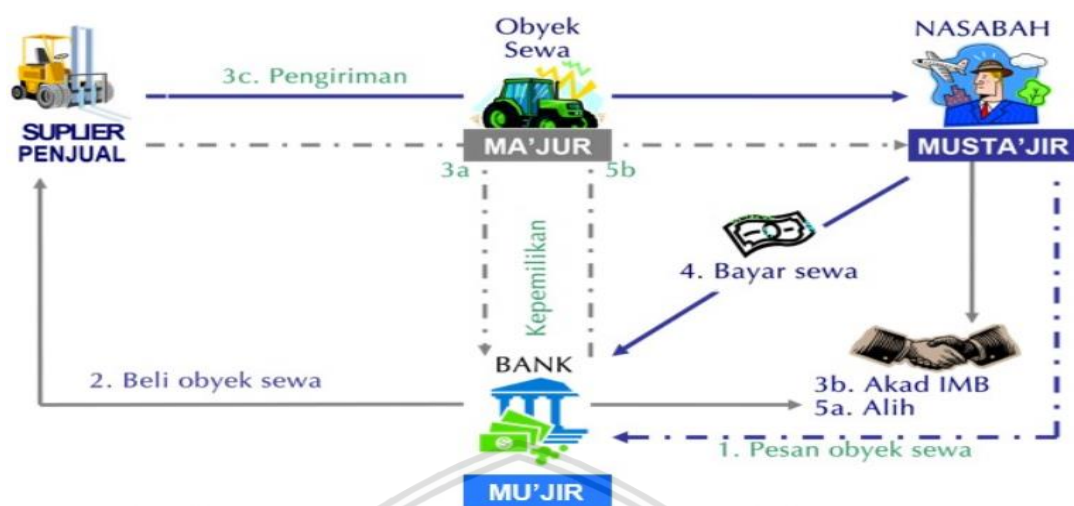 Obyek
Sewa
NASABAH
3c. Pengiriman
SUPLIER
PENJUAL
MA'JUR
MUSTA'JIR
3a
5b
Kepemilikan
4. Bayar sewa
BANK
2. Beli obyek sewa
3b. Akad IMB
5a. Alih
1. Pesan obyek sewa
MU'JIR